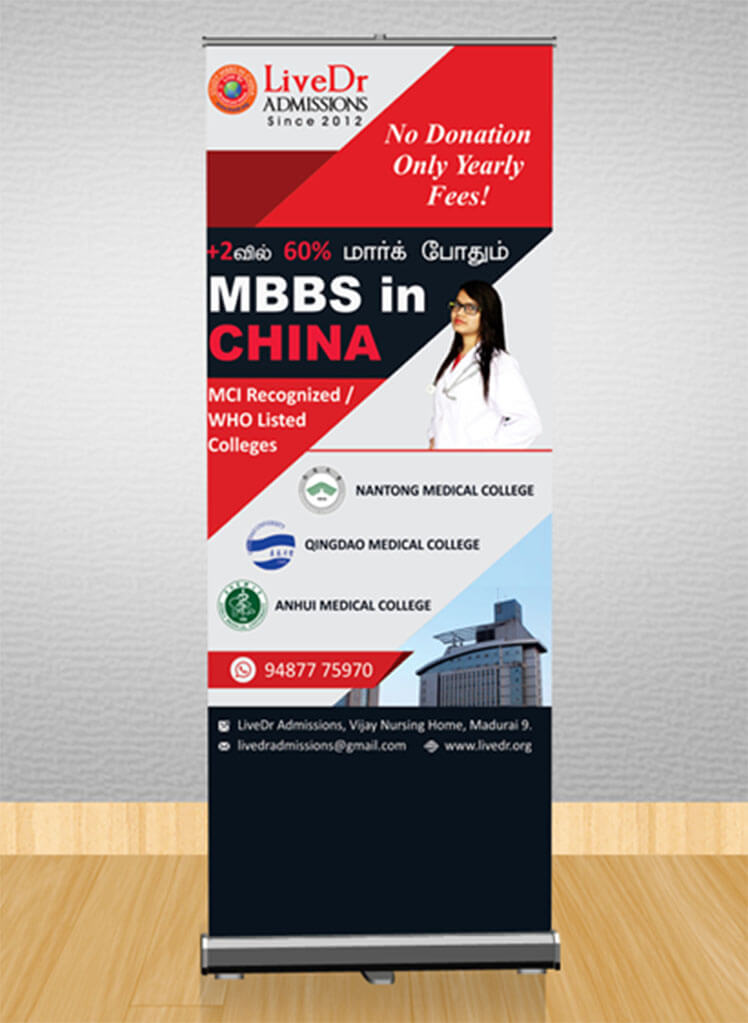 LiveDr
ADMISSIONS
Since 2012
No Donation
Only Yearly
Fees!
+2வில் 60% மார்க் போதும்
MBBS in
CHINA
MCI Recognized /
WHO Listed
Colleges
NANTONG MEDICAL COLLEGE
QINGDAO MEDICAL COLLEGE
ANHUI MEDICAL COLLEGE
94877 75970
LiveDr Admissions, Vijay Nursing Home, Madurai 9.
livedradmissions@gmail.com www.livedr.org